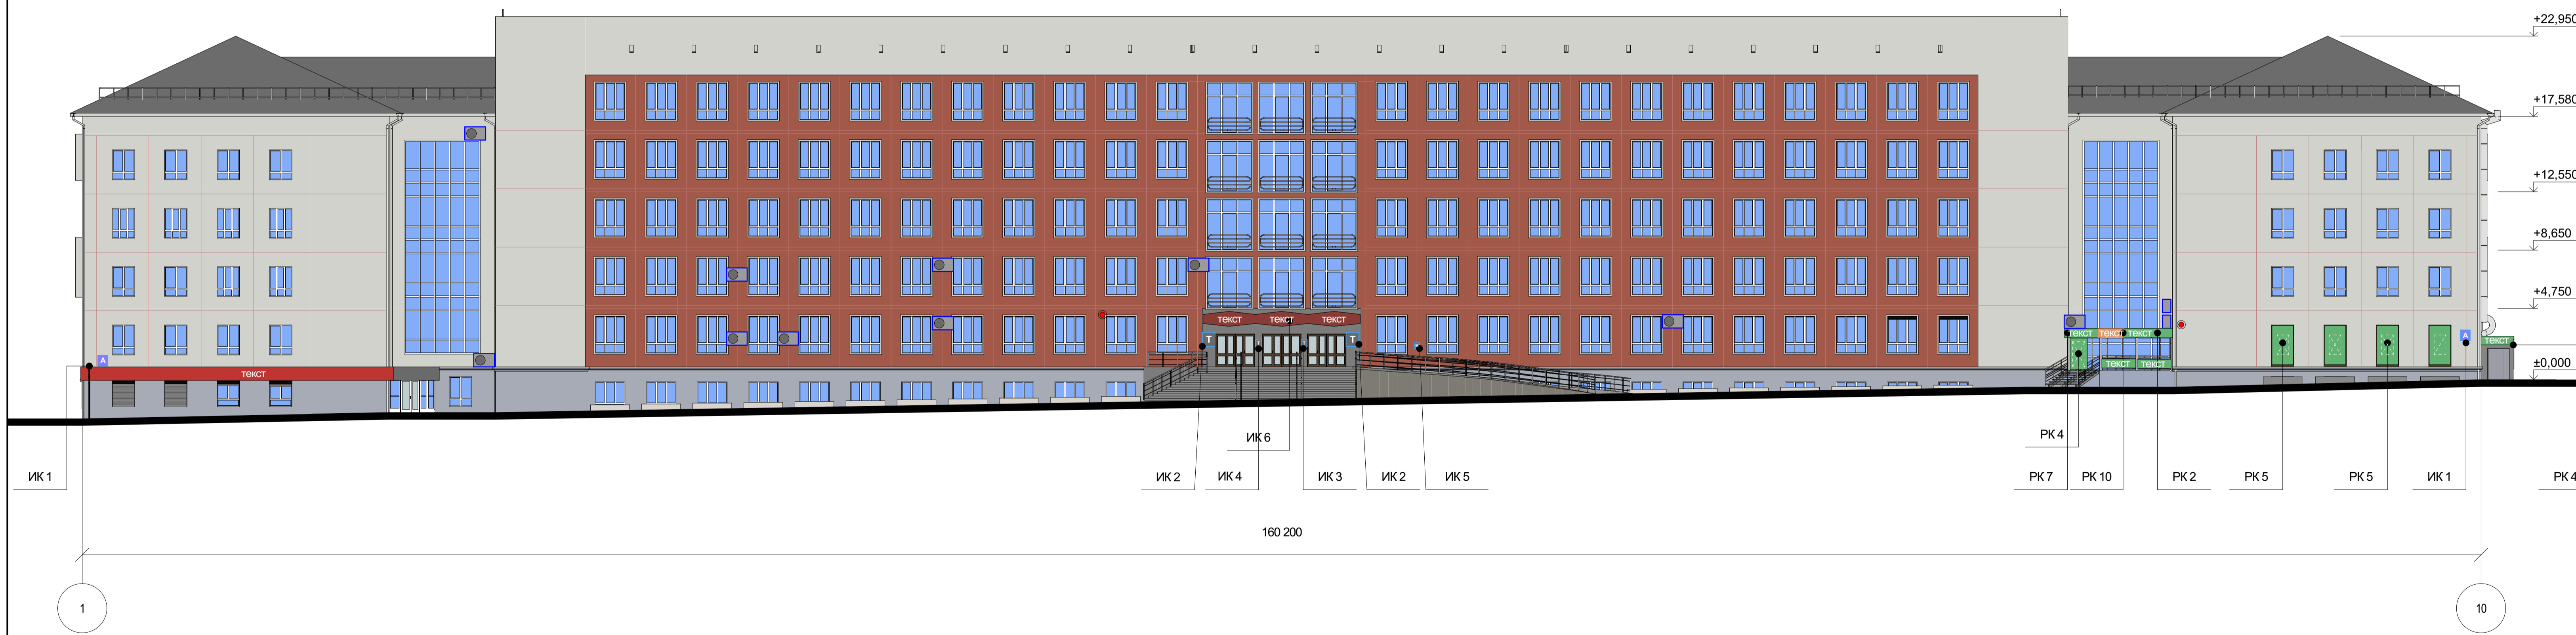 +22,950
+17,580
+12,550
+8,650
+4,750
±0,000
текст
текст
текст
Т
Т
А
текст
текст
текст
текст
текст
текст
А
текст
ИК 6
РК 4
ИК 1
ИК 2
ИК 4
ИК 3
ИК 2
ИК 5
РК 7
РК 10
РК 2
РК 5
РК 5
ИК 1
РК 4
160 200
1
10